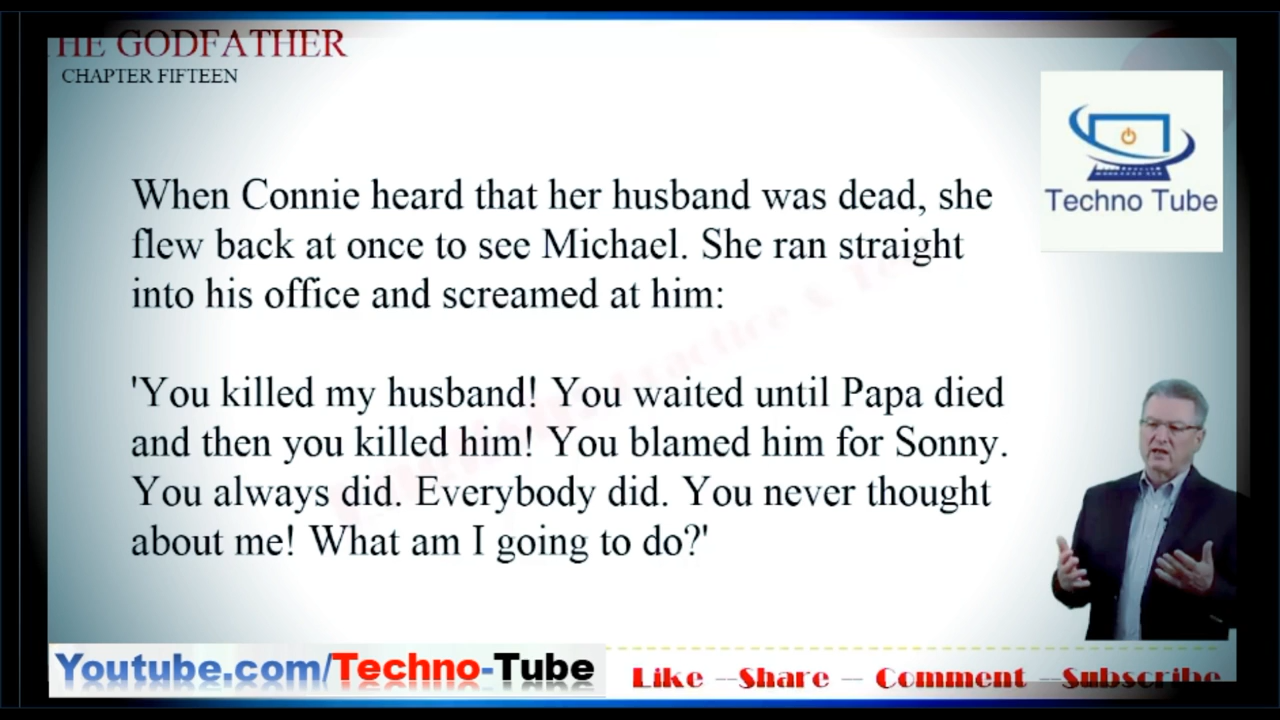 THE GODFATHER
CHAPTER FIFTEEN
Techno Tube
When Connie heard that her husband was dead, she
flew back at once to see Michael. She ran straight
into his office and screamed at him:
'You killed my husband! You waited until Papa died
and then you killed him! You blamed him for Sonny.
You always did. Everybody did. You never thought
about me! What am I going to do?'
Youtube.com/Techno-Tube
Like --Share -- Comment --Subscribe